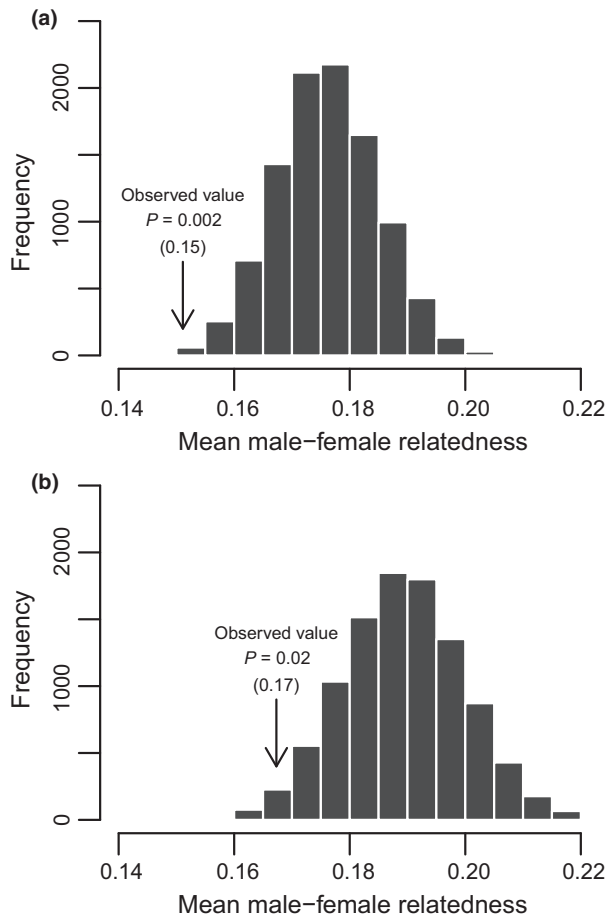 (a)
2000
1000
0
Frequency
Observed value
P = 0.002
(0.15)
0.14 0.16 0.18 0.20 0.22
Mean male−female relatedness
(b)
2000
1000
0
Frequency
Observed value
P = 0.02
(0.17)
0.14 0.16 0.18 0.20 0.22
Mean male−female relatedness